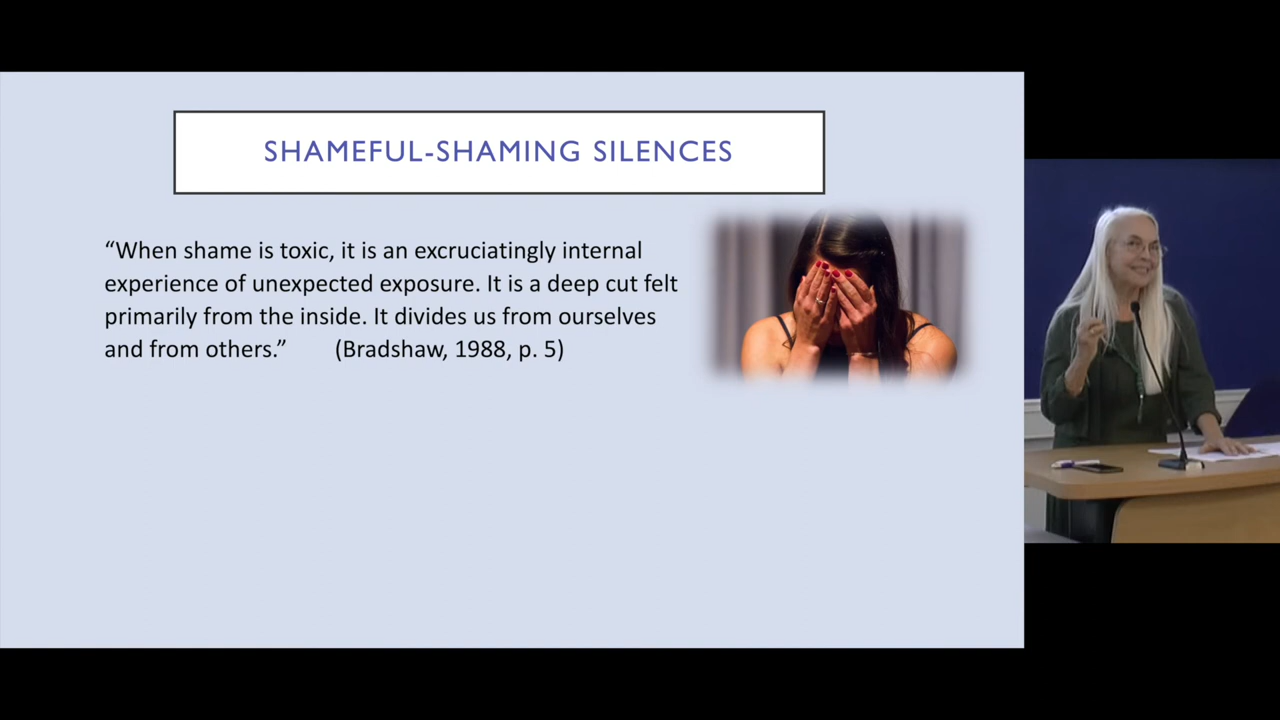 SHAMEFUL-SHAMING SILENCES
“When shame is toxic, it is an excruciatingly internal
experience of unexpected exposure. It is a deep cut felt
primarily from the inside. It divides us from ourselves
and from others.” (Bradshaw, 1988, p. 5)